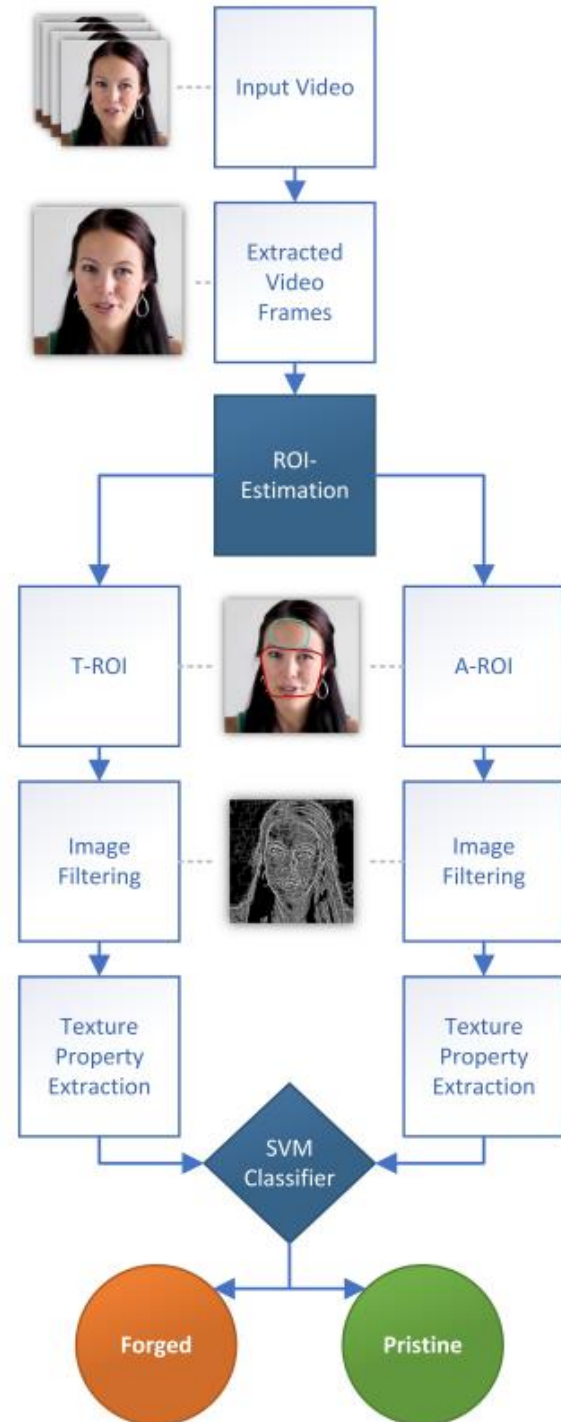 Input Video
Extracted
Video
Frames
ROI-
Estimation
T-ROI
A-ROI
Image
Filtering
Image
Filtering
Texture
Property
Extraction
Texture
Property
Extraction
SVM
Classifier
Forged
Pristine